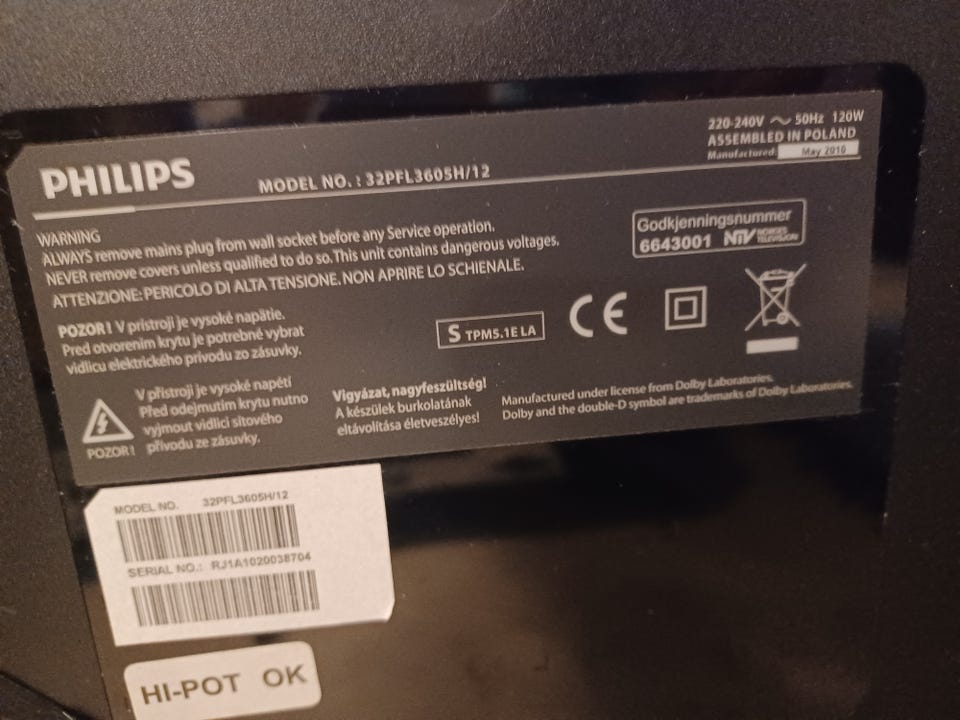 220-240V ~ 50Hz 120W
ASSEMBLED IN POLAND
Manufactured: May 2010
PHILIPS
MODEL NO. : 32PFL3605H/12
WARNING
ALWAYS remove mains plug from wall socket before any Service operation.
NEVER remove covers unless qualified to do so. This unit contains dangerous voltages.
ATTENZIONE: PERICOLO DI ALTA TENSIONE. NON APRIRE LO SCHIENALE.
Godkjenningsnummer
6643001 NTV NORGES TELEVISJON
POZOR! V prístroji je vysoké napätie.
Pred otvorením krytu je potrebné vybrat
vidlicu elektrického prívodu zo zásuvky.
S TPM5.1E LA
CE
V přístroji je vysoké napětí
Před odejmutím krytu nutno
vyjmout vidlici síťového
přívodu ze zásuvky.
POZOR!
Vigyázat, nagyfeszültség!
A készülek burkolatának
eltávolítása életveszélyes!
Manufactured under license from Dolby Laboratories.
Dolby and the double-D symbol are trademarks of Dolby Laboratories.
MODEL NO. 32PFL3605H/12
SERIAL NO.: RJ1A1020038704
HI-POT OK